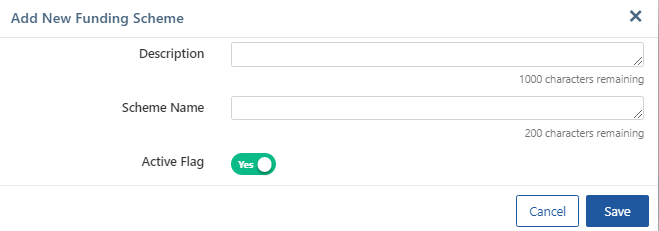 Add New Funding Scheme
Description
1000 characters remaining
Scheme Name
200 characters remaining
Active Flag Yes
Cancel Save